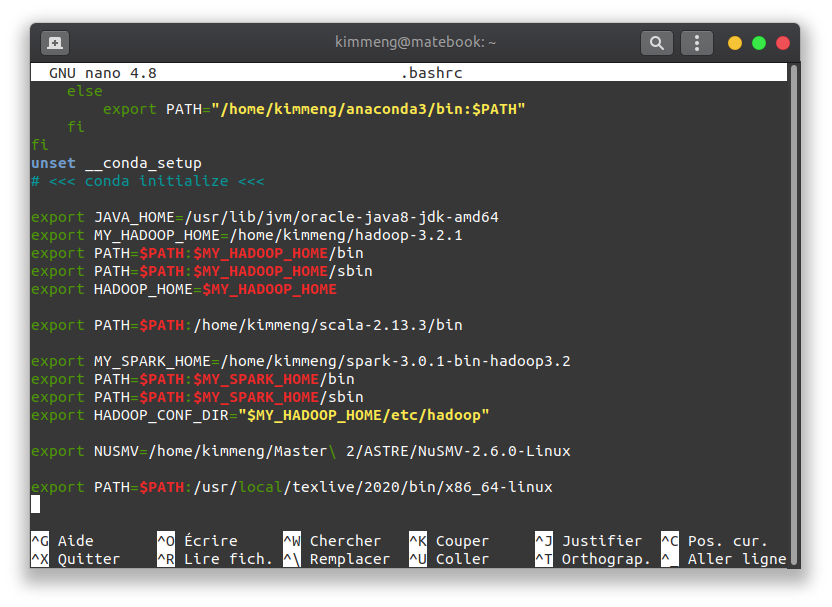 kimmeng@matebook: ~
GNU nano 4.8 .bashrc
else
export PATH="/home/kimmeng/anaconda3/bin:$PATH"
fi
fi
unset __conda_setup
# <<< conda initialize <<<
export JAVA_HOME=/usr/lib/jvm/oracle-java8-jdk-amd64
export MY_HADOOP_HOME=/home/kimmeng/hadoop-3.2.1
export PATH=$PATH:$MY_HADOOP_HOME/bin
export PATH=$PATH:$MY_HADOOP_HOME/sbin
export HADOOP_HOME=$MY_HADOOP_HOME
export PATH=$PATH:/home/kimmeng/scala-2.13.3/bin
export MY_SPARK_HOME=/home/kimmeng/spark-3.0.1-bin-hadoop3.2
export PATH=$PATH:$MY_SPARK_HOME/bin
export PATH=$PATH:$MY_SPARK_HOME/sbin
export HADOOP_CONF_DIR="$MY_HADOOP_HOME/etc/hadoop"
export NUSMV=/home/kimmeng/Master\ 2/ASTRE/NuSMV-2.6.0-Linux
export PATH=$PATH:/usr/local/texlive/2020/bin/x86_64-linux
^G Aide ^O Écrire ^W Chercher ^K Couper ^J Justifier ^C Pos. cur.
^X Quitter ^R Lire fich. ^\ Remplacer ^U Coller ^T Orthograp. ^_ Aller ligne